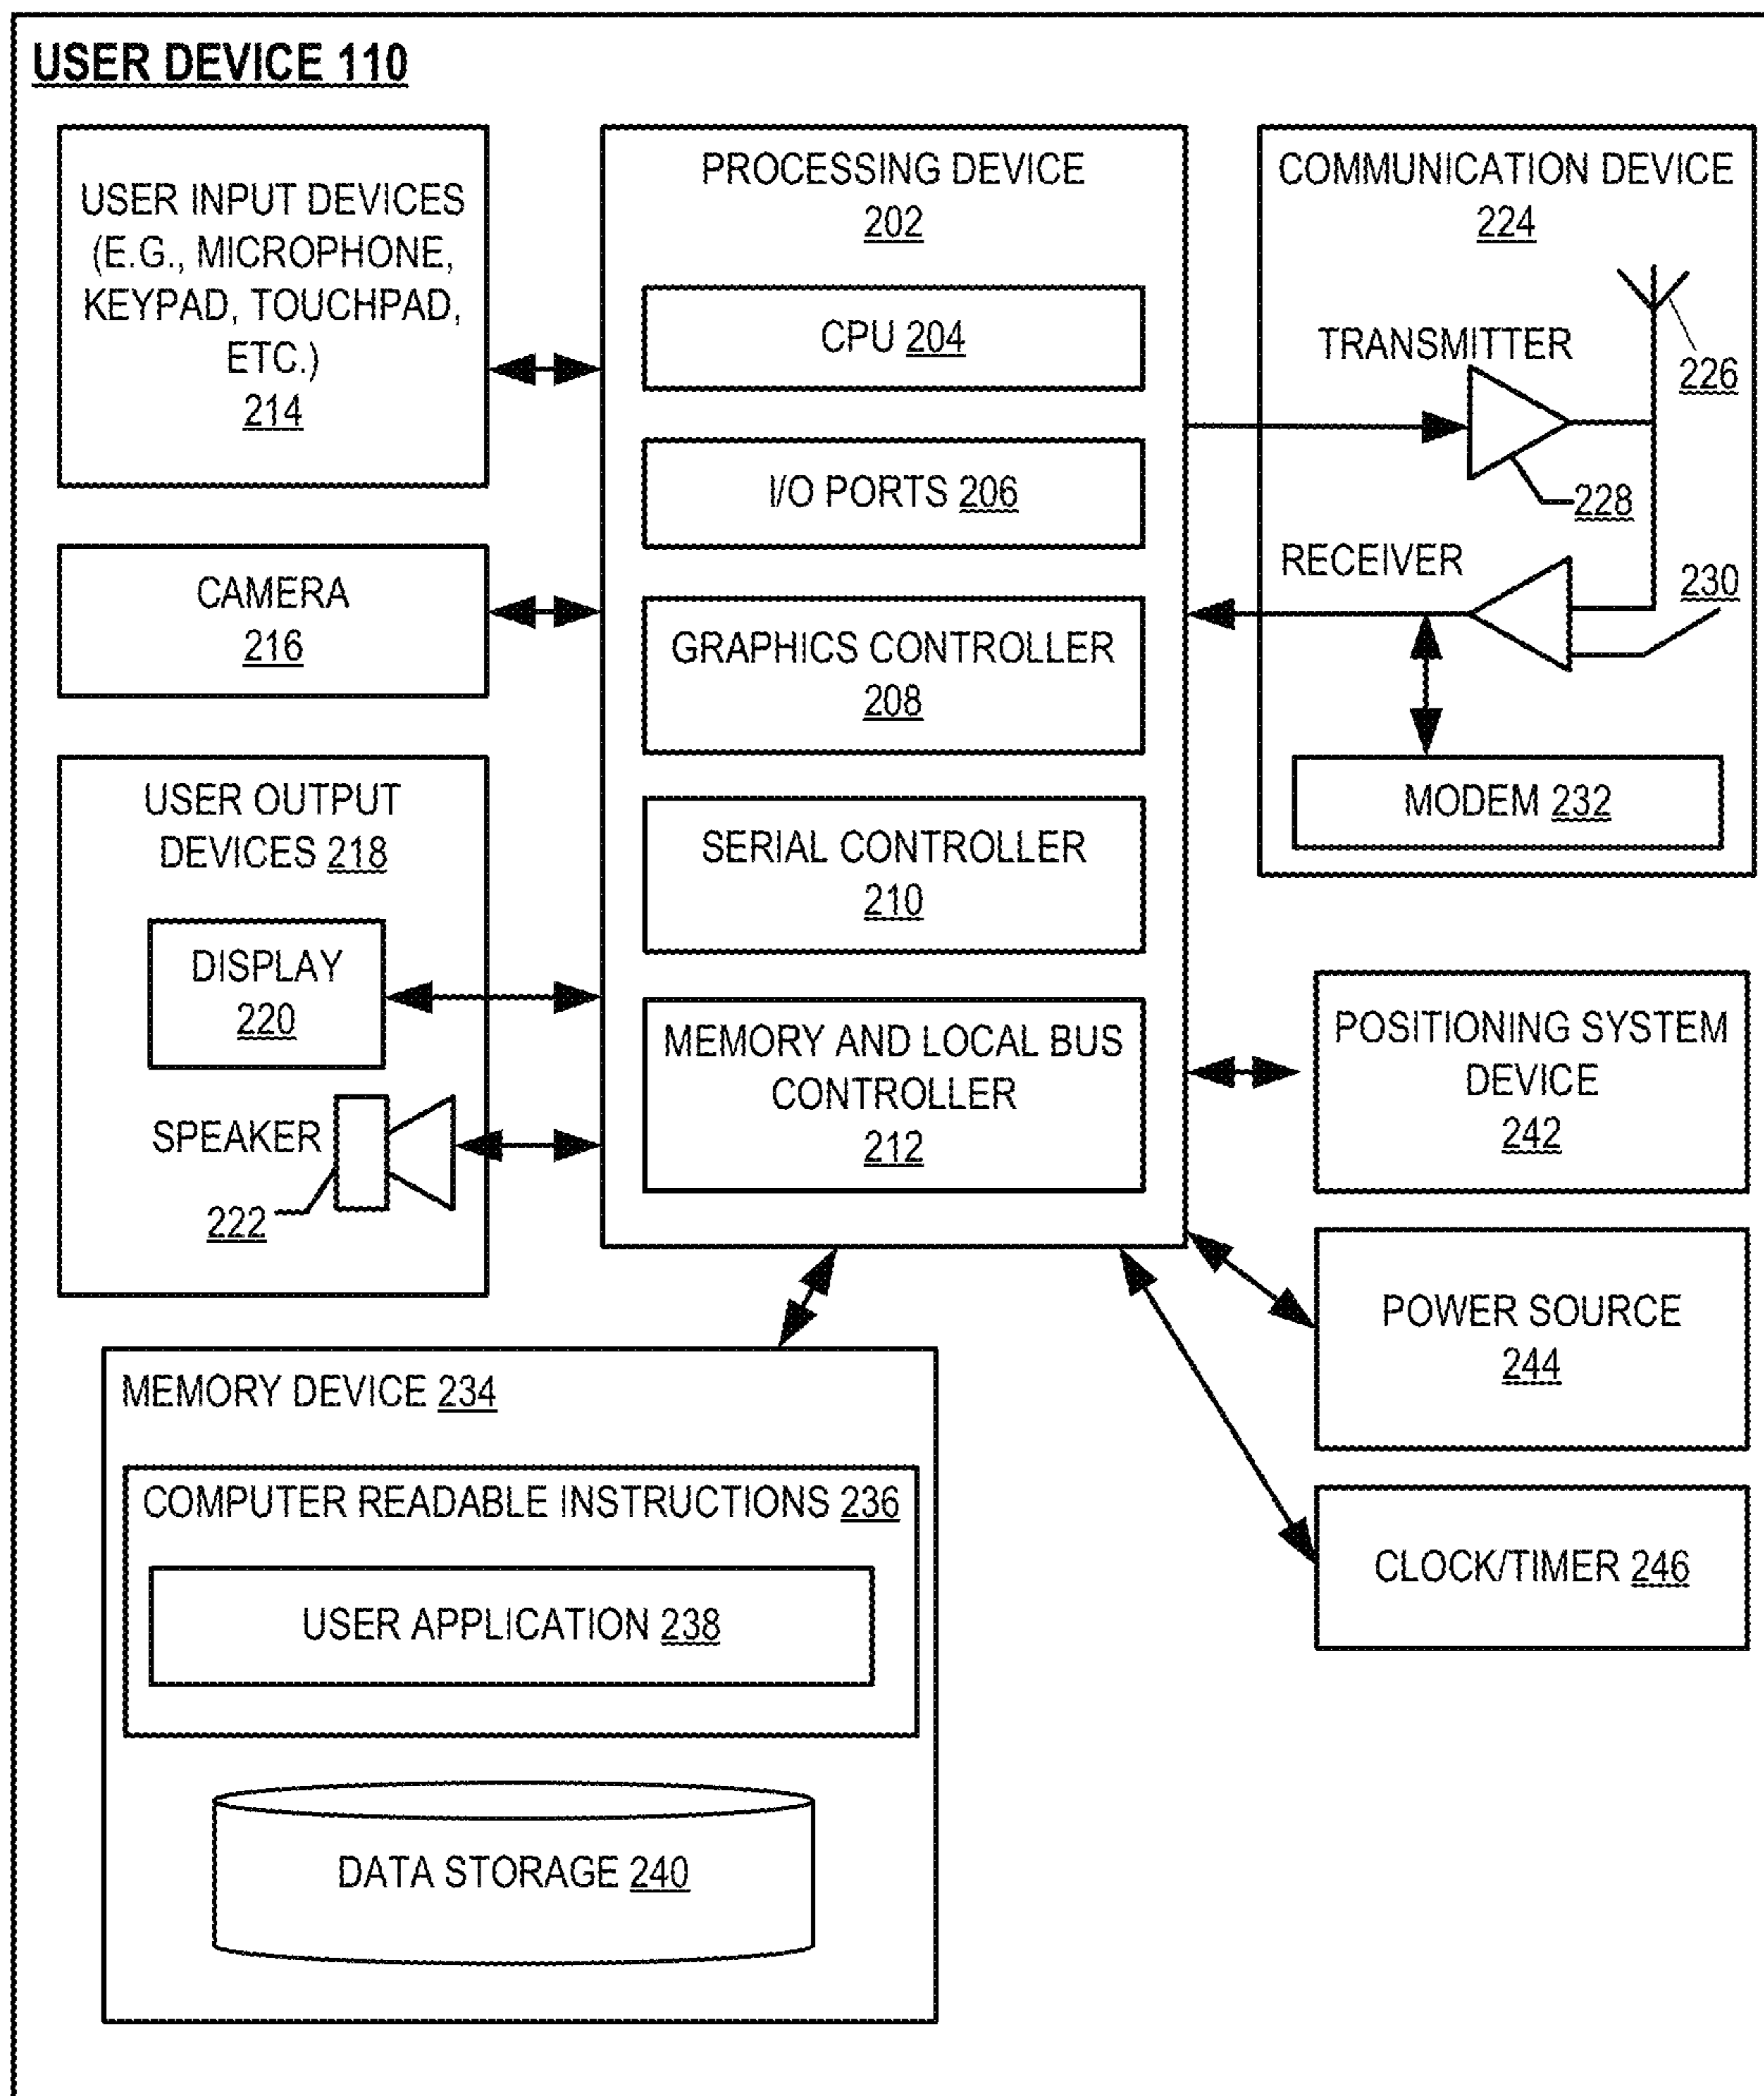 USER DEVICE 110
USER INPUT DEVICES
(E.G., MICROPHONE,
KEYPAD, TOUCHPAD,
ETC.)
214
CAMERA
216
USER OUTPUT
DEVICES 218
DISPLAY
220
SPEAKER
222
PROCESSING DEVICE
202
CPU 204
I/O PORTS 206
GRAPHICS CONTROLLER
208
SERIAL CONTROLLER
210
MEMORY AND LOCAL BUS
CONTROLLER
212
COMMUNICATION DEVICE
224
TRANSMITTER
226
228
RECEIVER
230
MODEM 232
POSITIONING SYSTEM
DEVICE
242
POWER SOURCE
244
CLOCK/TIMER 246
MEMORY DEVICE 234
COMPUTER READABLE INSTRUCTIONS 236
USER APPLICATION 238
DATA STORAGE 240